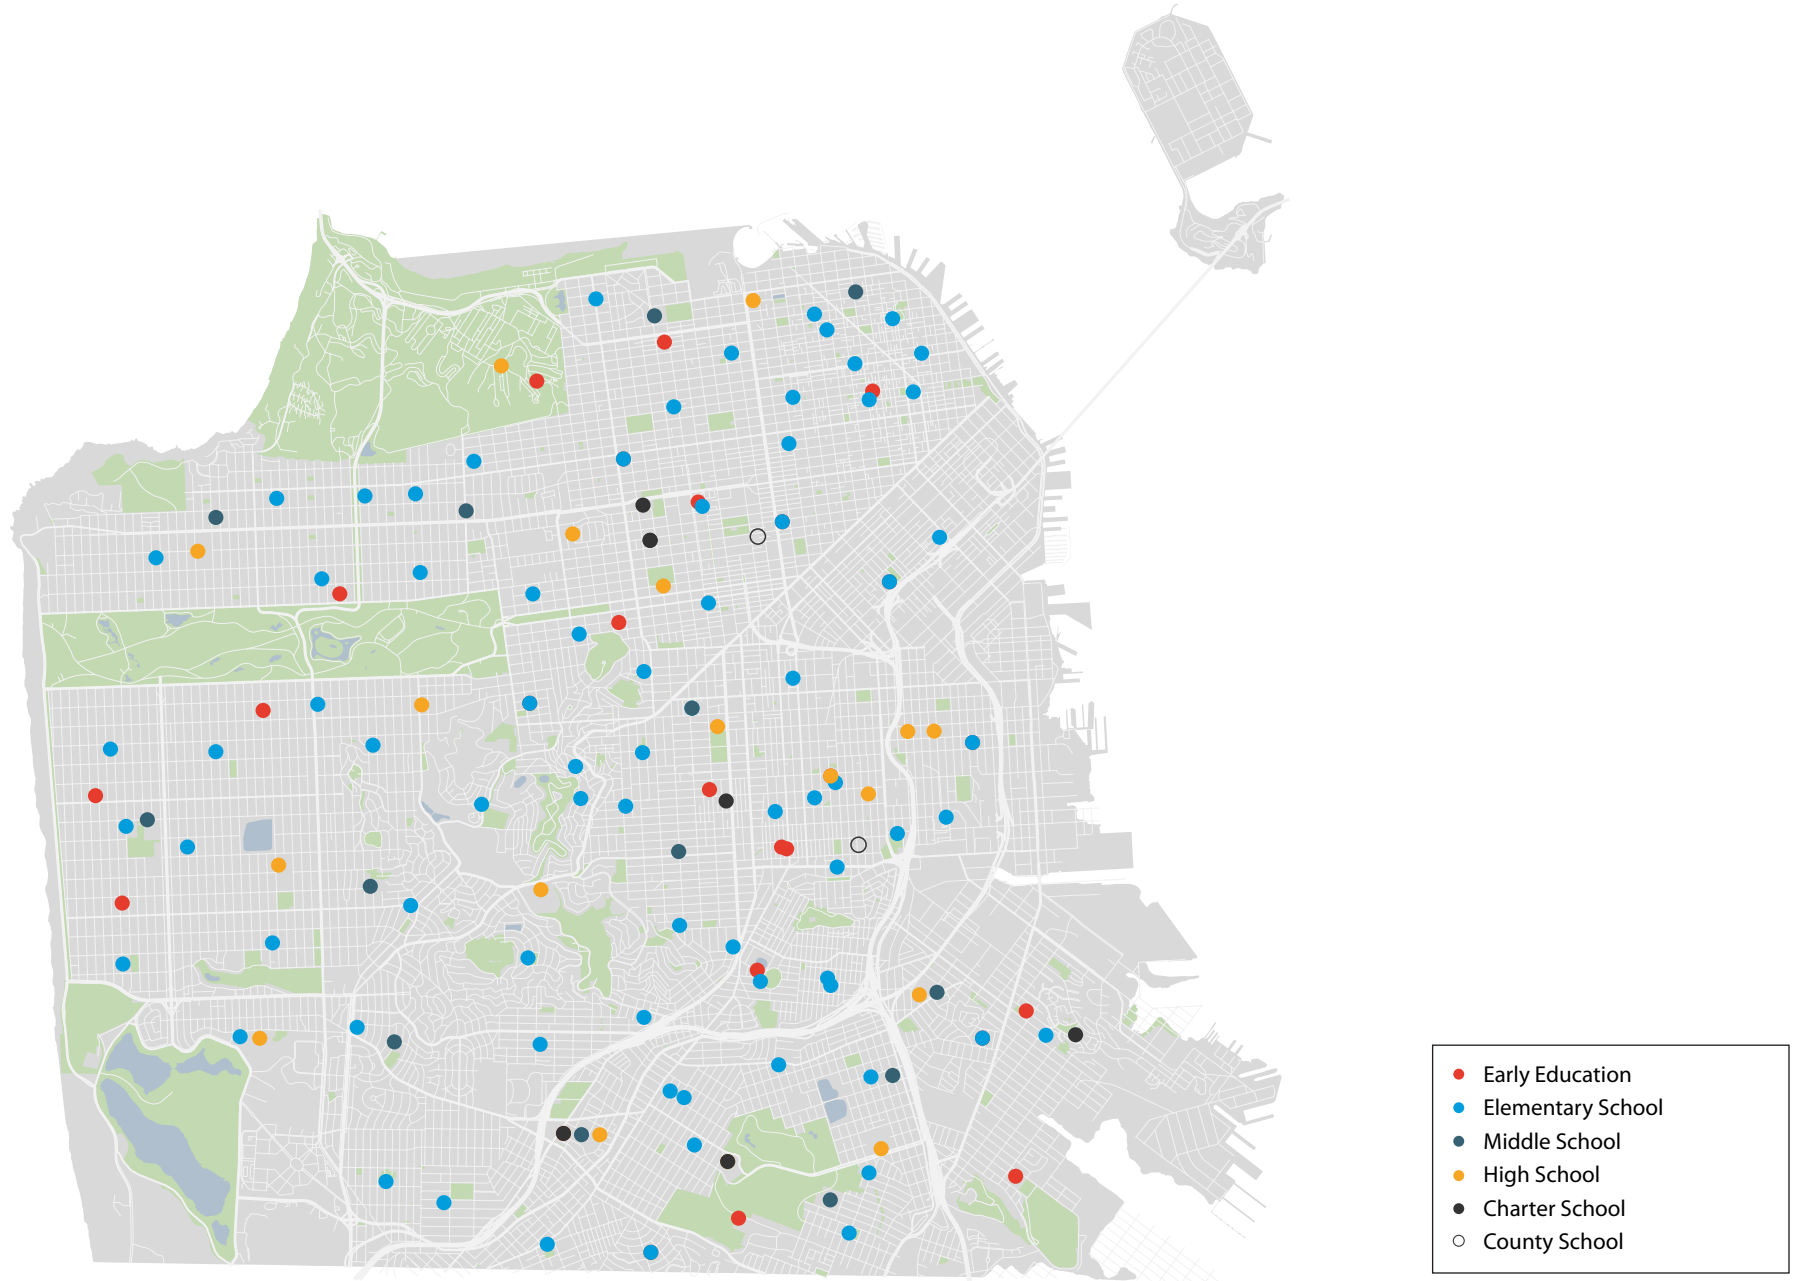 Early Education
Elementary School
Middle School
High School
Charter School
County School